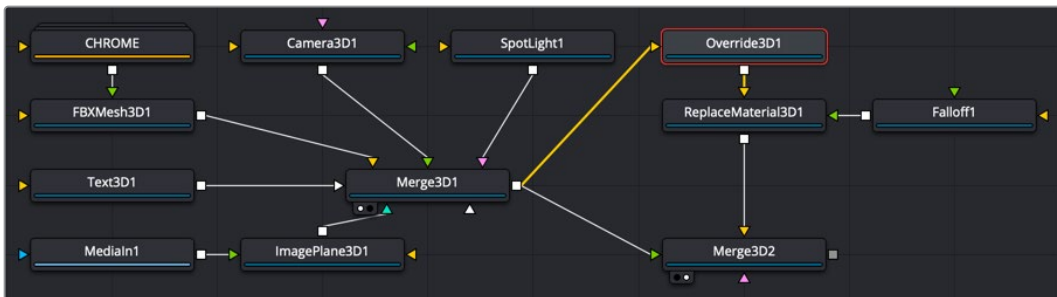 CHROME
Camera3D1
SpotLight1
Override3D1
FBXMesh3D1
ReplaceMaterial3D1
Falloff1
Text3D1
Merge3D1
MediaIn1
ImagePlane3D1
Merge3D2